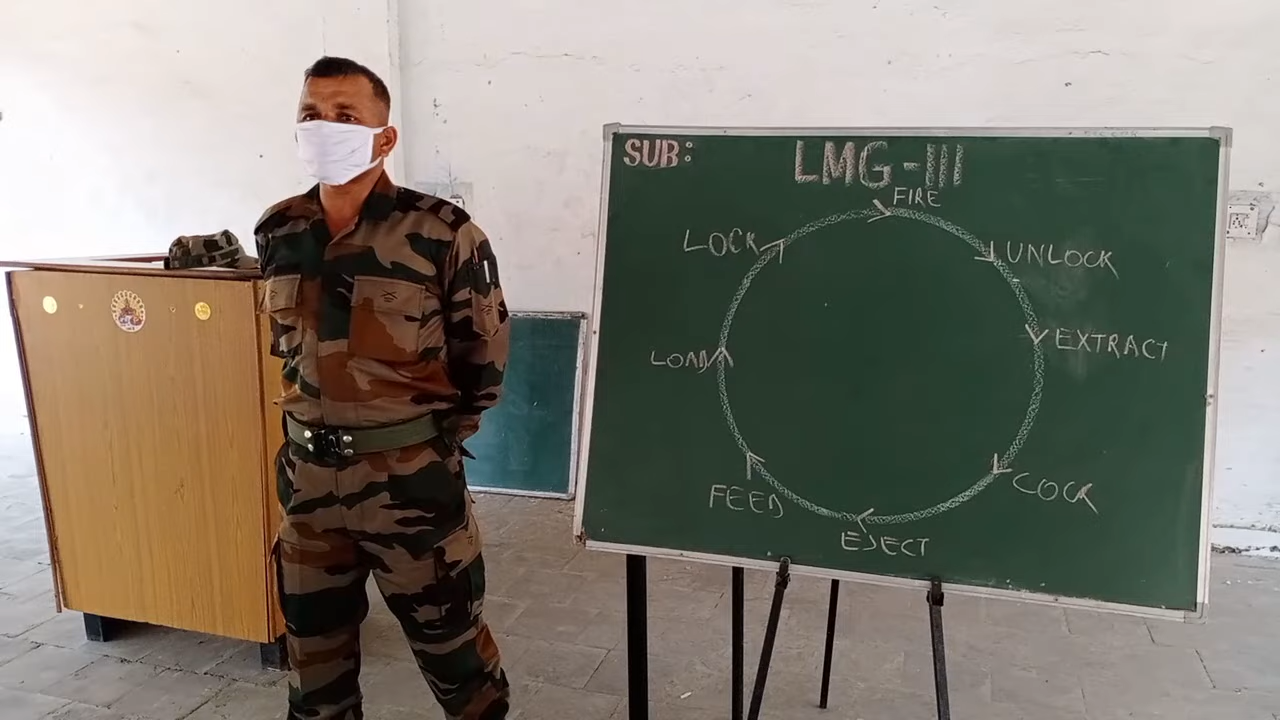 SUB: LMG-III
FIRE
UNLOCK
EXTRACT
COCK
EJECT
FEED
LOAD
LOCK